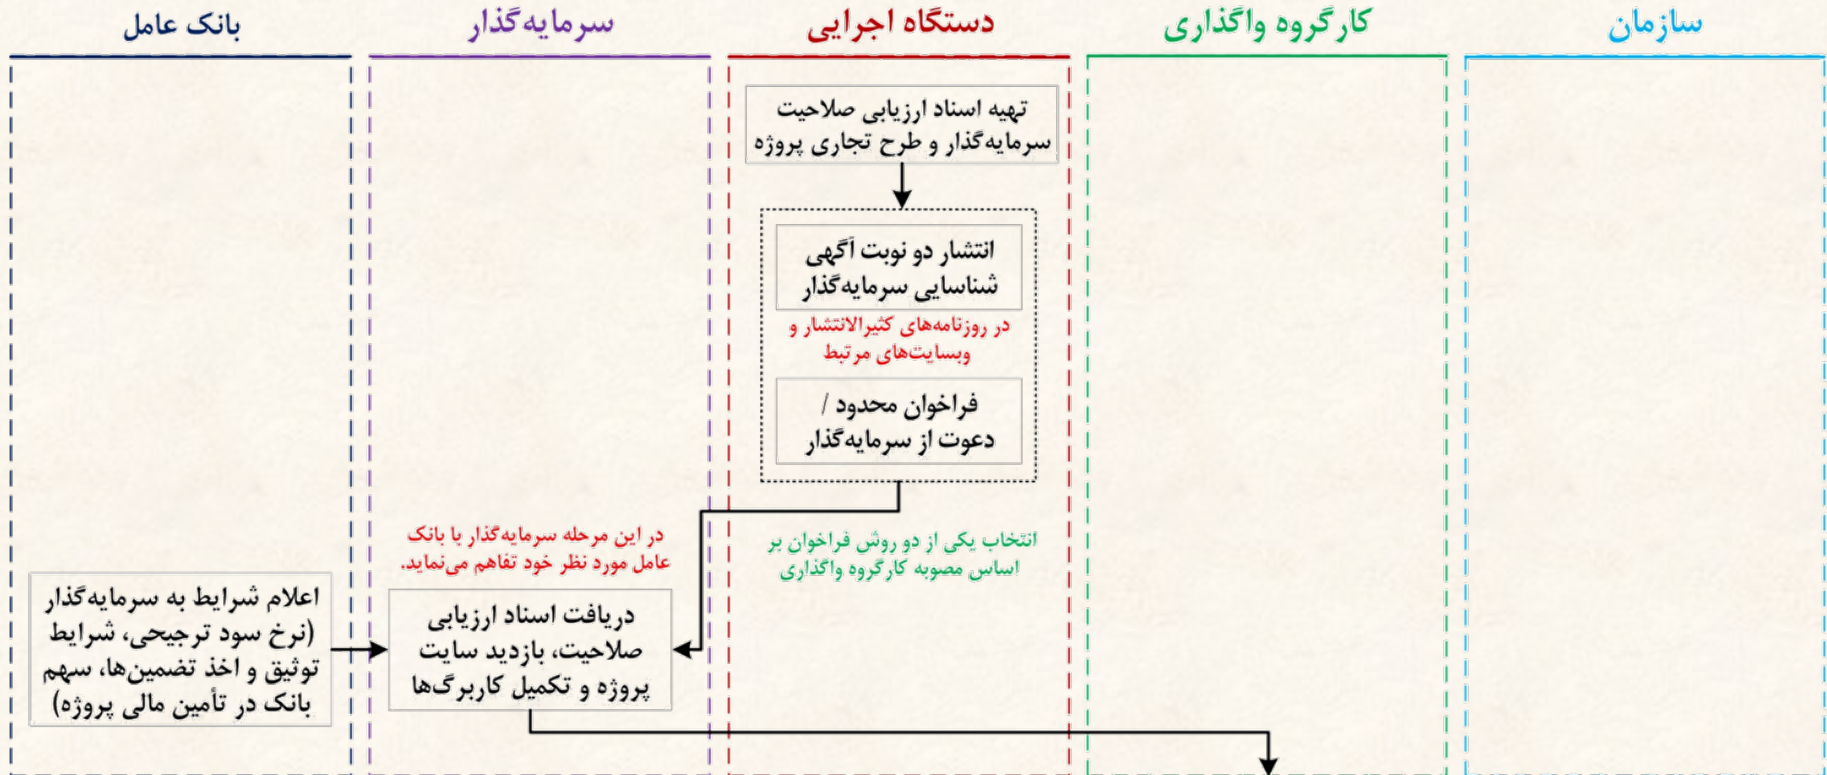 سازمان
کارگروه واگذاری
دستگاه اجرایی
سرمایه‌گذار
بانک عامل
تهیه اسناد ارزیابی صلاحیت
سرمایه‌گذار و طرح تجاری پروژه
انتشار دو نوبت آگهی
شناسایی سرمایه‌گذار
در روزنامه‌های کثیرالانتشار و
وبسایت‌های مرتبط
فراخوان محدود /
دعوت از سرمایه‌گذار
انتخاب یکی از دو روش فراخوان بر
اساس مصوبه کارگروه واگذاری
در این مرحله سرمایه‌گذار با بانک
عامل مورد نظر خود تفاهم می‌نماید.
دریافت اسناد ارزیابی
صلاحیت، بازدید سایت
پروژه و تکمیل کاربرگ‌ها
اعلام شرایط به سرمایه‌گذار
(نرخ سود ترجیحی، شرایط
توثیق و اخذ تضمین‌ها، سهم
بانک در تأمین مالی پروژه)